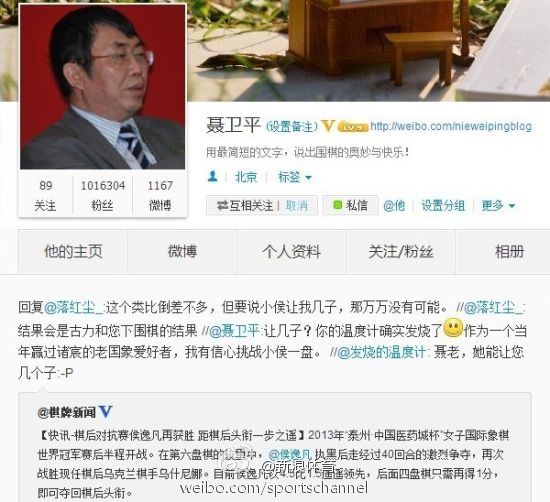 聂卫平 (设置备注) V LV 9 http://weibo.com/nieweipingblog
用最简短的文字，说出围棋的奥妙与快乐！
北京 标签
89 1016304 1167
关注 粉丝 微博
互相关注 | 取消 私信 @他 设置分组 更多
他的主页 微博 个人资料 关注/粉丝 相册
回复@落红尘_:这个类比倒差不多，但要说小侯让我几子，那万万没有可能。 //@落红尘_:
结果会是古力和您下围棋的结果 //@聂卫平: 让几子？你的温度计确实发烧了 作为一个当
年赢过诸宸的老国象爱好者，我有信心挑战小侯一盘。 //@发烧的温度计: 聂老，她能让您
几个子:-P
@棋牌新闻 V
【快讯-棋后对抗赛侯逸凡再获胜 距棋后头衔一步之遥】2013年“泰州·中国医药城杯”女子国际象棋
世界冠军赛后半程开战。在第六盘棋的比赛中，@侯逸凡 执黑后走经过40回合的激烈争夺，再次
战胜现任棋后乌克兰棋手乌什尼娜。目前侯逸凡以4.5比1.5遥遥领先，后面四盘棋只需再得1分，
即可夺回棋后头衔。
@新浪体育
weibo.com/sportschannel